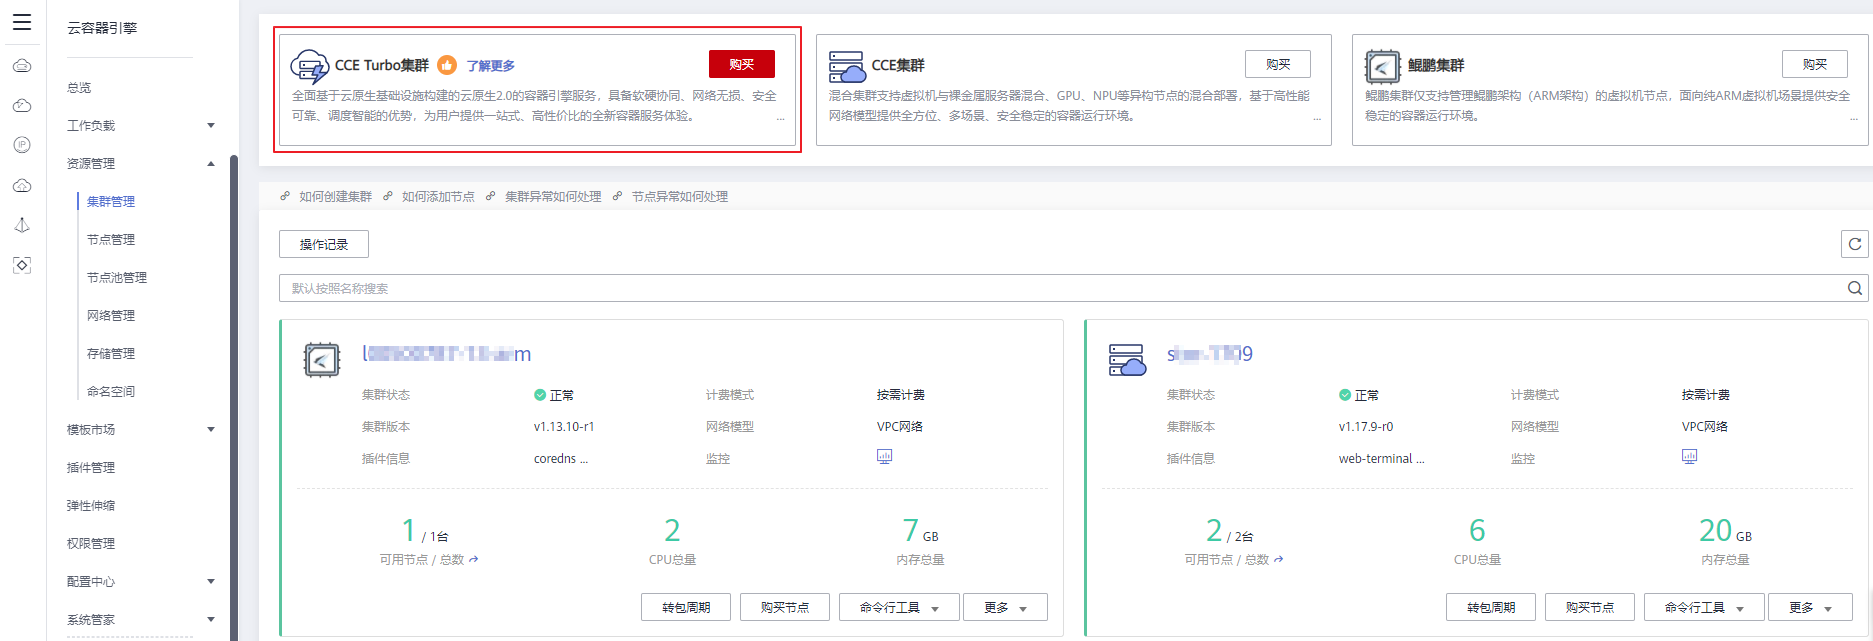 云容器引擎
总览
工作负载
资源管理
集群管理
节点管理
节点池管理
网络管理
存储管理
命名空间
模板市场
插件管理
弹性伸缩
权限管理
配置中心
系统管家
CCE Turbo集群 了解更多 购买
全面基于云原生基础设施构建的云原生2.0的容器引擎服务，具备软硬协同、网络无损、安全
可靠、调度智能的优势，为用户提供一站式、高性价比的全新容器服务体验。 ...
CCE集群 购买
混合集群支持虚拟机与裸金属服务器混合、GPU、NPU等异构节点的混合部署，基于高性能
网络模型提供全方位、多场景、安全稳定的容器运行环境。 ...
鲲鹏集群 购买
鲲鹏集群仅支持管理鲲鹏架构（ARM架构）的虚拟机节点，面向纯ARM虚拟机场景提供安全
稳定的容器运行环境。 ...
如何创建集群 如何添加节点 集群异常如何处理 节点异常如何处理
操作记录
默认按照名称搜索
集群状态 正常 计费模式 按需计费
集群版本 v1.13.10-r1 网络模型 VPC网络
插件信息 coredns ... 监控
1 / 1台 2 7 GB
可用节点 / 总数 CPU总量 内存总量
转包周期 购买节点 命令行工具 更多
集群状态 正常 计费模式 按需计费
集群版本 v1.17.9-r0 网络模型 VPC网络
插件信息 web-terminal ... 监控
2 / 2台 6 20 GB
可用节点 / 总数 CPU总量 内存总量
转包周期 购买节点 命令行工具 更多